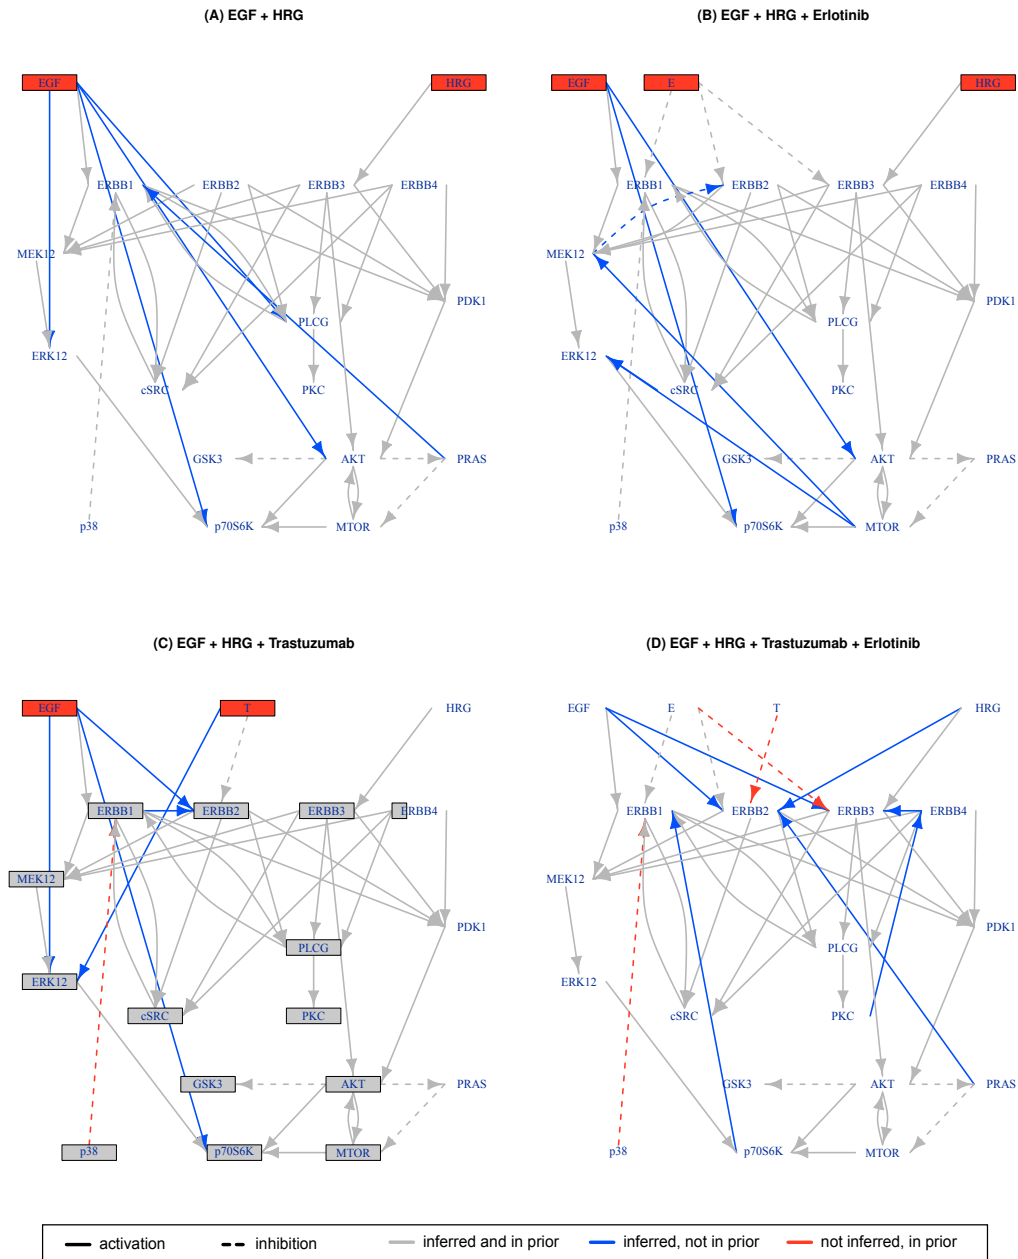 (A) EGF + HRG
(B) EGF + HRG + Erlotinib
EGF HRG
EGF E HRG
ERBB1 ERBB2 ERBB3 ERBB4
ERBB1 ERBB2 ERBB3 ERBB4
MEK12
MEK12
PDK1
PDK1
PLCG
PLCG
ERK12
ERK12
cSRC PKC
cSRC PKC
GSK3 AKT PRAS
GSK3 AKT PRAS
p38 p70S6K MTOR
p38 p70S6K MTOR
(C) EGF + HRG + Trastuzumab
(D) EGF + HRG + Trastuzumab + Erlotinib
EGF T HRG
EGF E T HRG
ERBB1 ERBB2 ERBB3 ERBB4
ERBB1 ERBB2 ERBB3 ERBB4
MEK12
MEK12
PDK1
PDK1
PLCG
PLCG
ERK12
ERK12
cSRC PKC
cSRC PKC
GSK3 AKT PRAS
GSK3 AKT PRAS
p38 p70S6K MTOR
p38 p70S6K MTOR
activation inhibition inferred and in prior inferred, not in prior not inferred, in prior